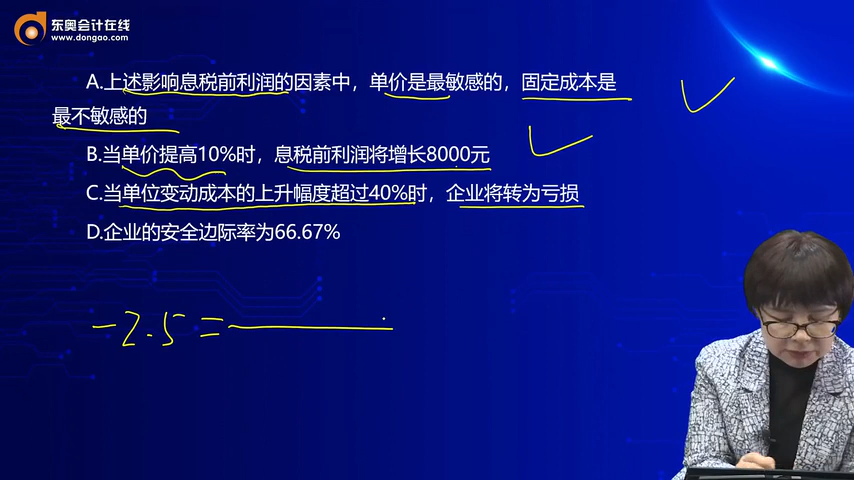 东奥会计在线
www.dongao.com
A.上述影响息税前利润的因素中，单价是最敏感的，固定成本是
最不敏感的
B.当单价提高10%时，息税前利润将增长8000元
C.当单位变动成本的上升幅度超过40%时，企业将转为亏损
D.企业的安全边际率为66.67%
-2.5=